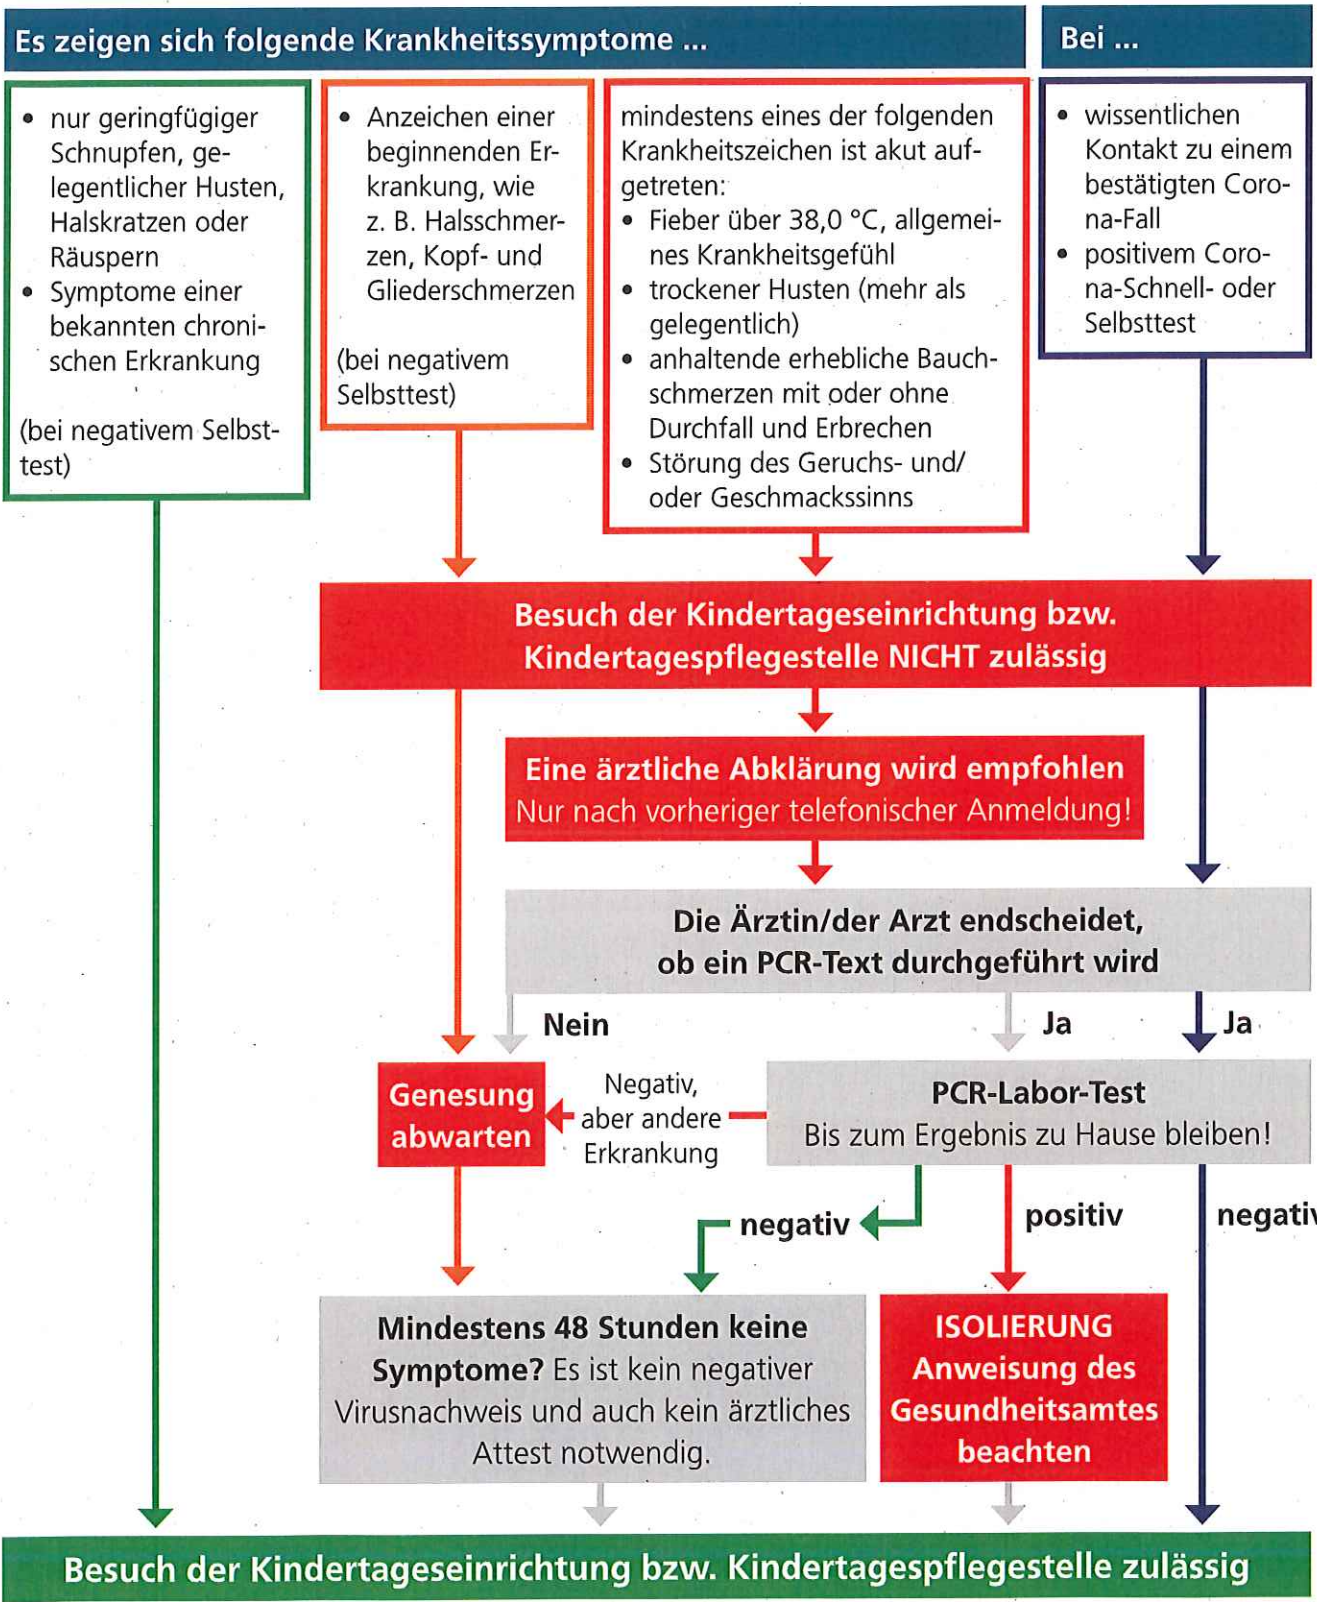 Es zeigen sich folgende Krankheitssymptome ...
Bei ...
• nur geringfügiger
Schnupfen, ge-
legentlicher Husten,
Halskratzen oder
Räuspern
• Symptome einer
bekannten chroni-
schen Erkrankung
(bei negativem Selbst-
test)
• Anzeichen einer
beginnenden Er-
krankung, wie
z. B. Halsschmer-
zen, Kopf- und
Gliederschmerzen
(bei negativem
Selbsttest)
mindestens eines der folgenden
Krankheitszeichen ist akut auf-
getreten:
• Fieber über 38,0 °C, allgemei-
nes Krankheitsgefühl
• trockener Husten (mehr als
gelegentlich)
• anhaltende erhebliche Bauch-
schmerzen mit oder ohne
Durchfall und Erbrechen
• Störung des Geruchs- und/
oder Geschmackssinns
• wissentlichen
Kontakt zu einem
bestätigten Coro-
na-Fall
• positivem Coro-
na-Schnell- oder
Selbsttest
Besuch der Kindertageseinrichtung bzw.
Kindertagespflegestelle NICHT zulässig
Eine ärztliche Abklärung wird empfohlen
Nur nach vorheriger telefonischer Anmeldung!
Die Ärztin/der Arzt endscheidet,
ob ein PCR-Text durchgeführt wird
Nein
Ja
Ja
Genesung
abwarten
Negativ,
aber andere
Erkrankung
PCR-Labor-Test
Bis zum Ergebnis zu Hause bleiben!
negativ
positiv
negativ
Mindestens 48 Stunden keine
Symptome? Es ist kein negativer
Virusnachweis und auch kein ärztliches
Attest notwendig.
ISOLIERUNG
Anweisung des
Gesundheitsamtes
beachten
Besuch der Kindertageseinrichtung bzw. Kindertagespflegestelle zulässig